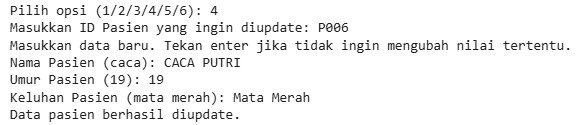 Pilih opsi (1/2/3/4/5/6): 4
Masukkan ID Pasien yang ingin diupdate: P006
Masukkan data baru. Tekan enter jika tidak ingin mengubah nilai tertentu.
Nama Pasien (caca): CACA PUTRI
Umur Pasien (19): 19
Keluhan Pasien (mata merah): Mata Merah
Data pasien berhasil diupdate.